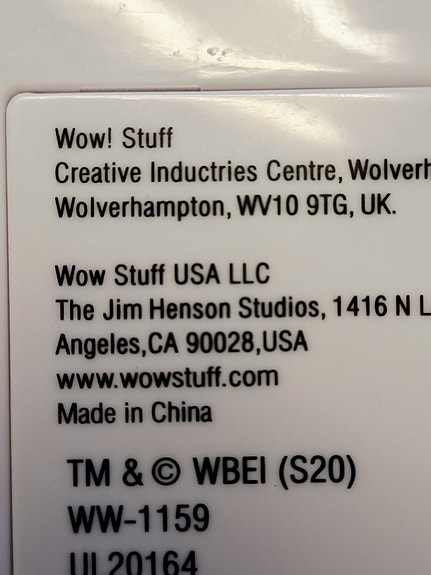 Wow! Stuff
Creative Inductries Centre, Wolverh
Wolverhampton, WV10 9TG, UK.
Wow Stuff USA LLC
The Jim Henson Studios, 1416 N L
Angeles,CA 90028,USA
www.wowstuff.com
Made in China
TM & © WBEI (S20)
WW-1159
UL20164